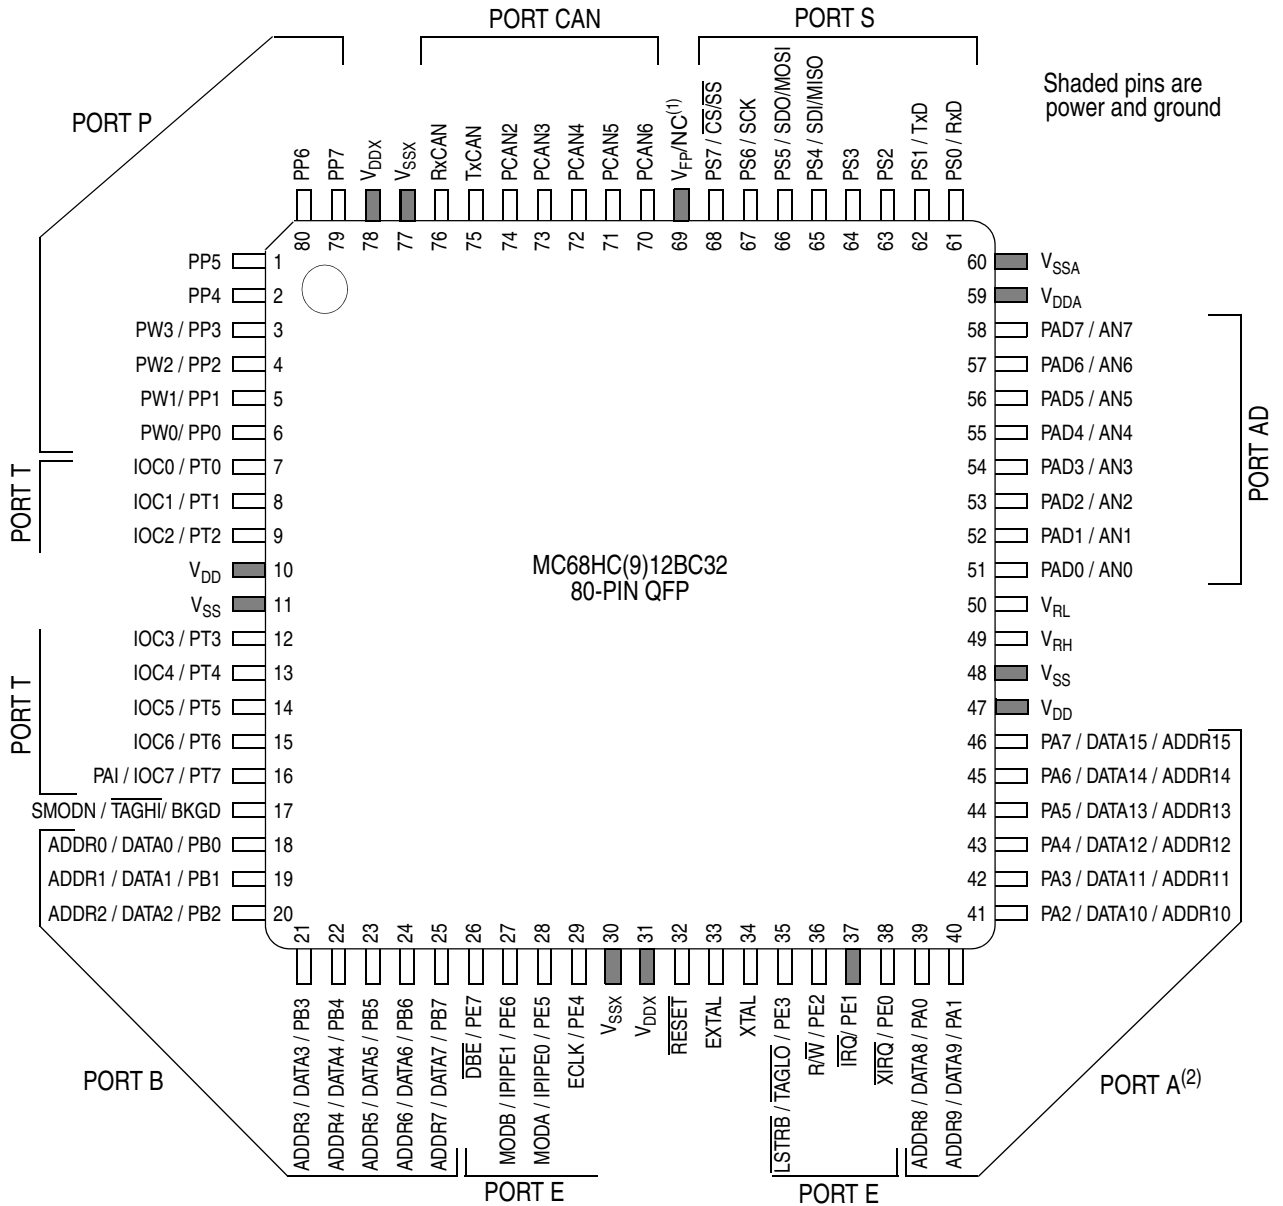 PORT CAN
PORT S
PORT P
Shaded pins are
power and ground
PP6
PP7
VDDX
VSSX
RxCAN
TxCAN
PCAN2
PCAN3
PCAN4
PCAN5
PCAN6
VFP/NC(1)
PS7 / CS/SS
PS6 / SCK
PS5 / SDO/MOSI
PS4 / SDI/MISO
PS3
PS2
PS1 / TxD
PS0 / RxD
80
79
78
77
76
75
74
73
72
71
70
69
68
67
66
65
64
63
62
61
PP5 1
PP4 2
PW3 / PP3 3
PW2 / PP2 4
PW1/ PP1 5
PW0/ PP0 6
PORT T
IOC0 / PT0 7
IOC1 / PT1 8
IOC2 / PT2 9
VDD 10
VSS 11
PORT T
IOC3 / PT3 12
IOC4 / PT4 13
IOC5 / PT5 14
IOC6 / PT6 15
PAI / IOC7 / PT7 16
SMODN / TAGHI/ BKGD 17
ADDR0 / DATA0 / PB0 18
ADDR1 / DATA1 / PB1 19
ADDR2 / DATA2 / PB2 20
MC68HC(9)12BC32
80-PIN QFP
60 VSSA
59 VDDA
58 PAD7 / AN7
57 PAD6 / AN6
56 PAD5 / AN5
55 PAD4 / AN4
54 PAD3 / AN3
53 PAD2 / AN2
52 PAD1 / AN1
51 PAD0 / AN0
PORT AD
50 VRL
49 VRH
48 VSS
47 VDD
46 PA7 / DATA15 / ADDR15
45 PA6 / DATA14 / ADDR14
44 PA5 / DATA13 / ADDR13
43 PA4 / DATA12 / ADDR12
42 PA3 / DATA11 / ADDR11
41 PA2 / DATA10 / ADDR10
21
22
23
24
25
26
27
28
29
30
31
32
33
34
35
36
37
38
39
40
ADDR3 / DATA3 / PB3
ADDR4 / DATA4 / PB4
ADDR5 / DATA5 / PB5
ADDR6 / DATA6 / PB6
ADDR7 / DATA7 / PB7
DBE / PE7
MODB / IPIPE1 / PE6
MODA / IPIPE0 / PE5
ECLK / PE4
VSSX
VDDX
RESET
EXTAL
XTAL
LSTRB / TAGLO / PE3
R/W / PE2
IRQ/ PE1
XIRQ / PE0
ADDR8 / DATA8 / PA0
ADDR9 / DATA9 / PA1
PORT B
PORT A(2)
PORT E
PORT E